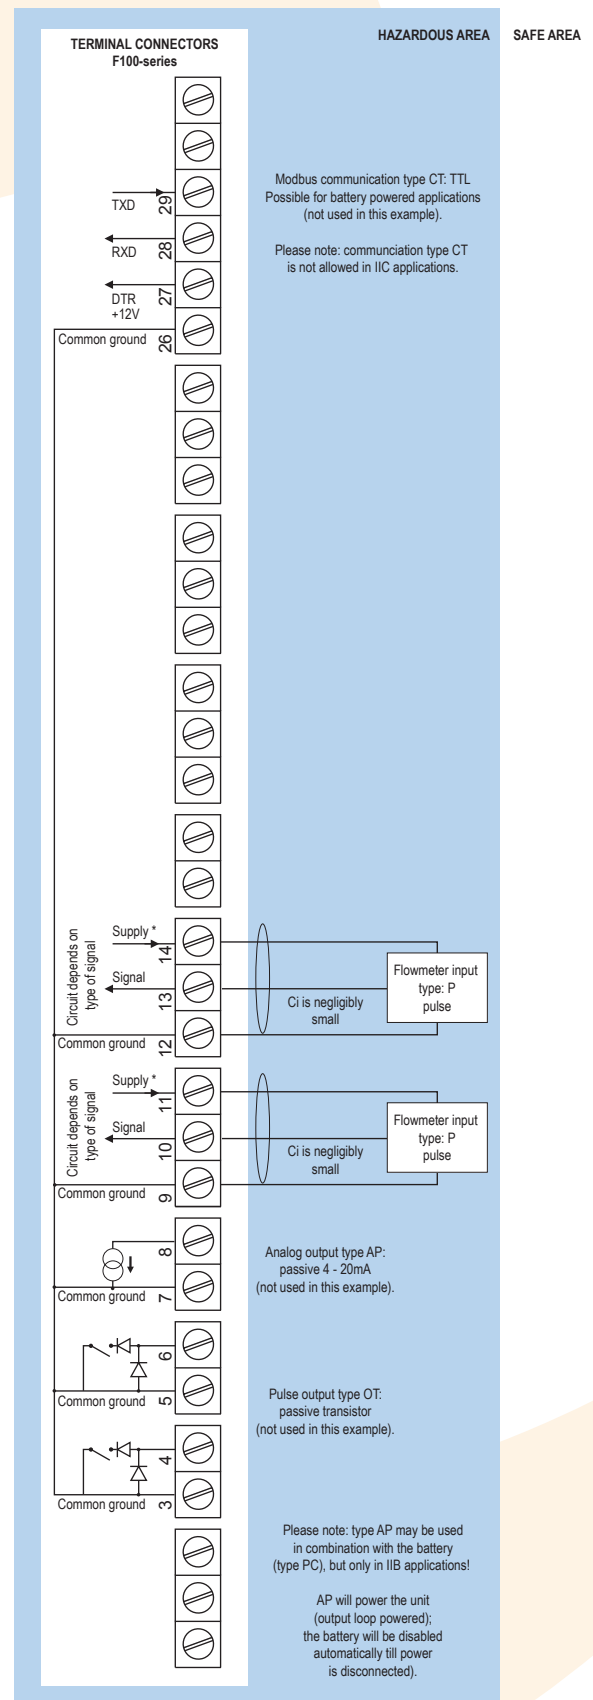 HAZARDOUS AREA
SAFE AREA
TERMINAL CONNECTORS
F100-series
Modbus communication type CT: TTL
Possible for battery powered applications
(not used in this example).
Please note: communciation type CT
is not allowed in IIC applications.
TXD
29
RXD
28
DTR
+12V
27
Common ground
26
Circuit depends on
type of signal
Supply *
14
Signal
13
Common ground
12
Ci is negligibly
small
Flowmeter input
type: P
pulse
Circuit depends on
type of signal
Supply *
11
Signal
10
Common ground
9
Ci is negligibly
small
Flowmeter input
type: P
pulse
8
Common ground
7
Analog output type AP:
passive 4 - 20mA
(not used in this example).
6
Common ground
5
Pulse output type OT:
passive transistor
(not used in this example).
4
Common ground
3
Please note: type AP may be used
in combination with the battery
(type PC), but only in IIB applications!
AP will power the unit
(output loop powered);
the battery will be disabled
automatically till power
is disconnected).